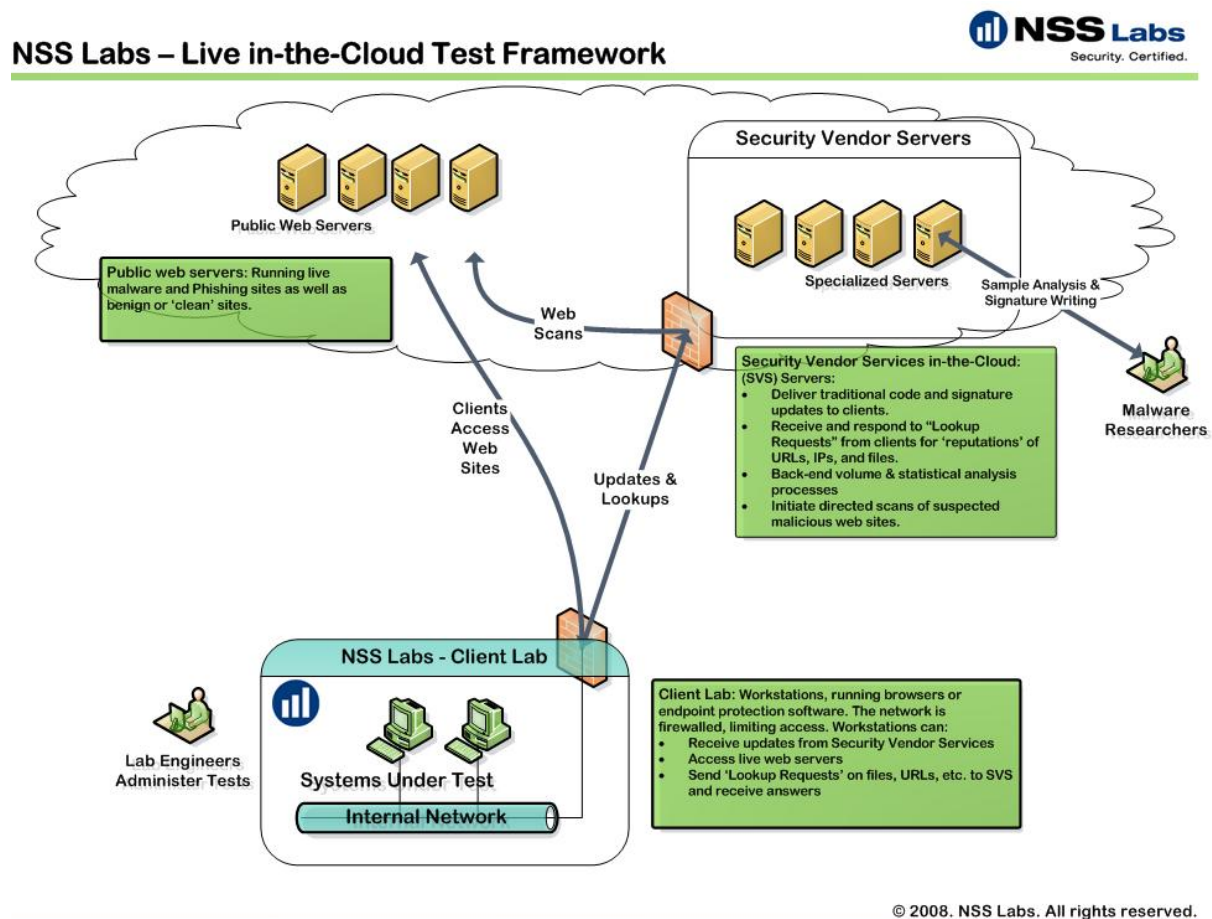 NSS Labs
Security. Certified.
NSS Labs – Live in-the-Cloud Test Framework
Security Vendor Servers
Public Web Servers
Specialized Servers
Public web servers: Running live
malware and Phishing sites as well as
benign or ‘clean’ sites.
Sample Analysis &
Signature Writing
Web
Scans
Security Vendor Services in-the-Cloud:
(SVS) Servers:
• Deliver traditional code and signature
updates to clients.
• Receive and respond to “Lookup
Requests” from clients for ‘reputations’ of
URLs, IPs, and files.
• Back-end volume & statistical analysis
processes
• Initiate directed scans of suspected
malicious web sites.
Malware
Researchers
Clients
Access
Web
Sites
Updates &
Lookups
NSS Labs - Client Lab
Lab Engineers
Administer Tests
Systems Under Test
Internal Network
Client Lab: Workstations, running browsers or
endpoint protection software. The network is
firewalled, limiting access. Workstations can:
• Receive updates from Security Vendor Services
• Access live web servers
• Send ‘Lookup Requests’ on files, URLs, etc. to SVS
and receive answers
© 2008. NSS Labs. All rights reserved.